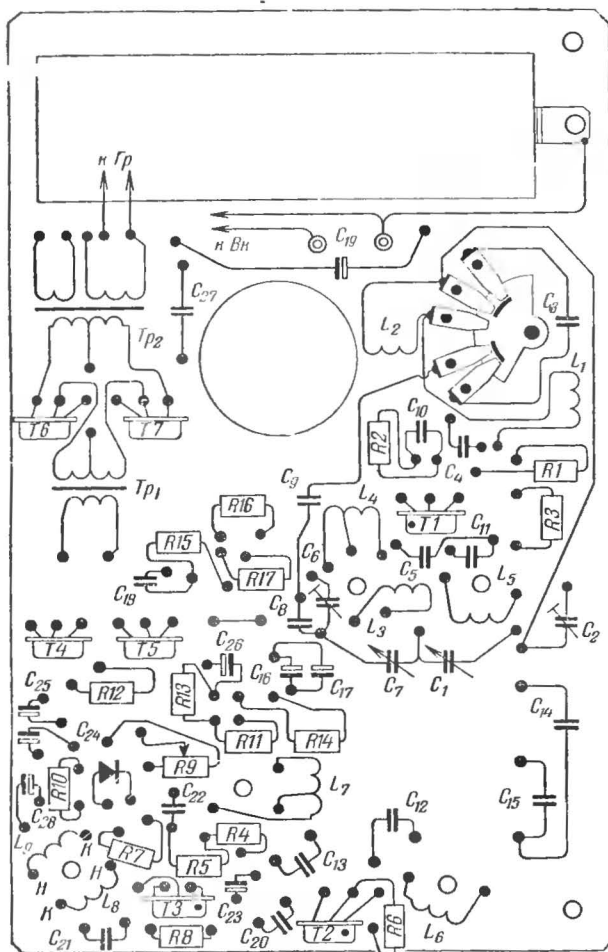 к Гр
к Вк
C19
C27
L2
C3
L1
Тр2
T6
T7
R2
C10
C4
R1
Тр1
C9
L4
T1
R3
R16
C11
R15
C6
C5
L5
C18
R17
C8
L3
C2
T4
T5
C26
C16
C17
C7
C1
C25
R12
R13
C14
C24
R11
R14
R10
R9
L7
C28
C22
C12
C15
L9
К
R7
R4
Н
Н
R5
C13
К
L8
T3
C23
L6
C21
R8
C20
T2
R6